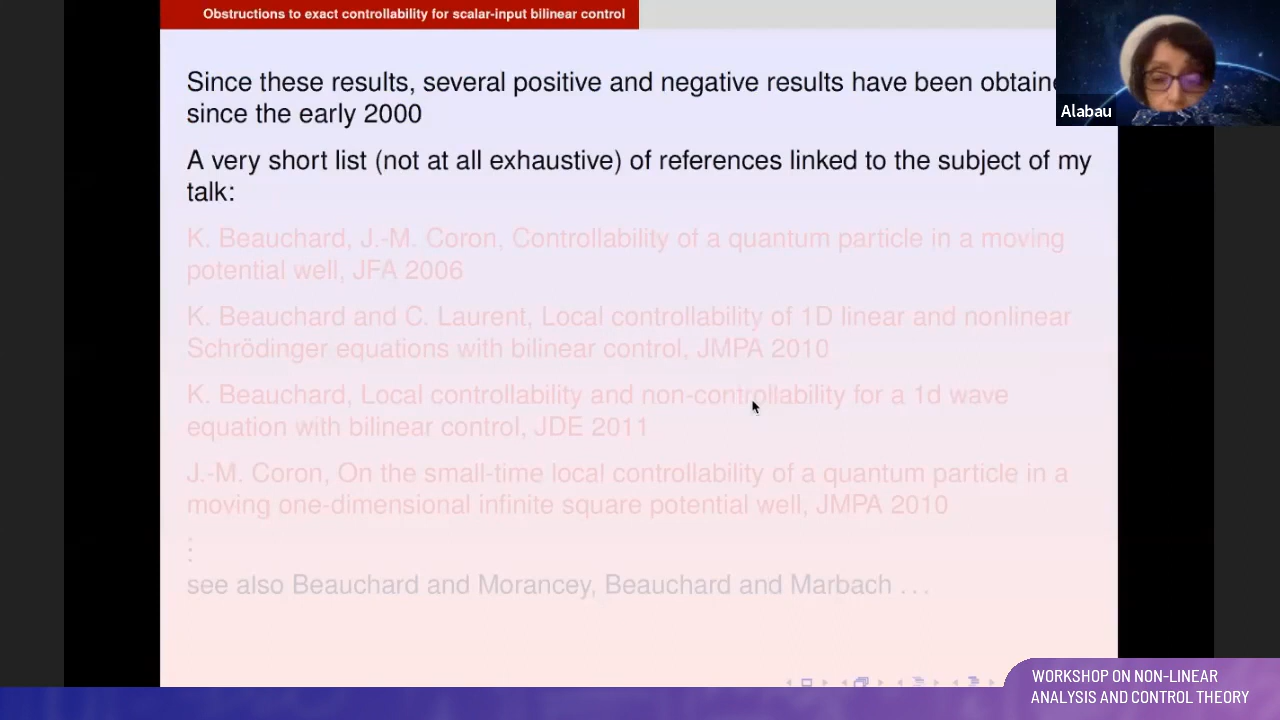 Obstructions to exact controllability for scalar-input bilinear control
Since these results, several positive and negative results have been obtaine
since the early 2000
A very short list (not at all exhaustive) of references linked to the subject of my
talk:
K. Beauchard, J.-M. Coron, Controllability of a quantum particle in a moving
potential well, JFA 2006
K. Beauchard and C. Laurent, Local controllability of 1D linear and nonlinear
Schrödinger equations with bilinear control, JMPA 2010
K. Beauchard, Local controllability and non-controllability for a 1d wave
equation with bilinear control, JDE 2011
J.-M. Coron, On the small-time local controllability of a quantum particle in a
moving one-dimensional infinite square potential well, JMPA 2010
⋮
see also Beauchard and Morancey, Beauchard and Marbach ...
Alabau
WORKSHOP ON NON-LINEAR
ANALYSIS AND CONTROL THEORY